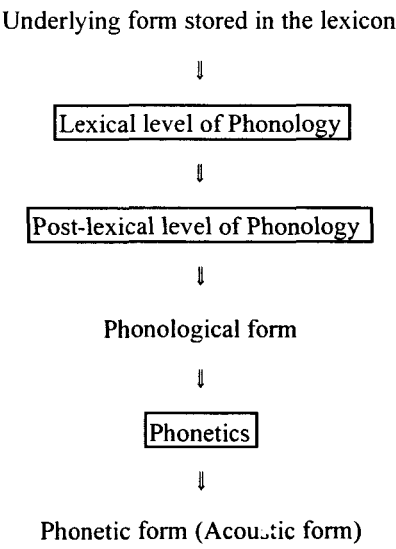 Underlying form stored in the lexicon
⇓
Lexical level of Phonology
⇓
Post-lexical level of Phonology
⇓
Phonological form
⇓
Phonetics
⇓
Phonetic form (Acoustic form)